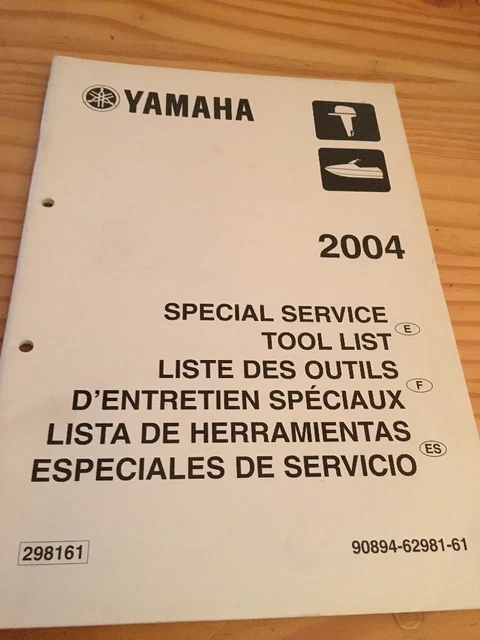 YAMAHA
2004
SPECIAL SERVICE
TOOL LIST E
LISTE DES OUTILS
D'ENTRETIEN SPÉCIAUX F
LISTA DE HERRAMIENTAS
ESPECIALES DE SERVICIO ES
298161
90894-62981-61